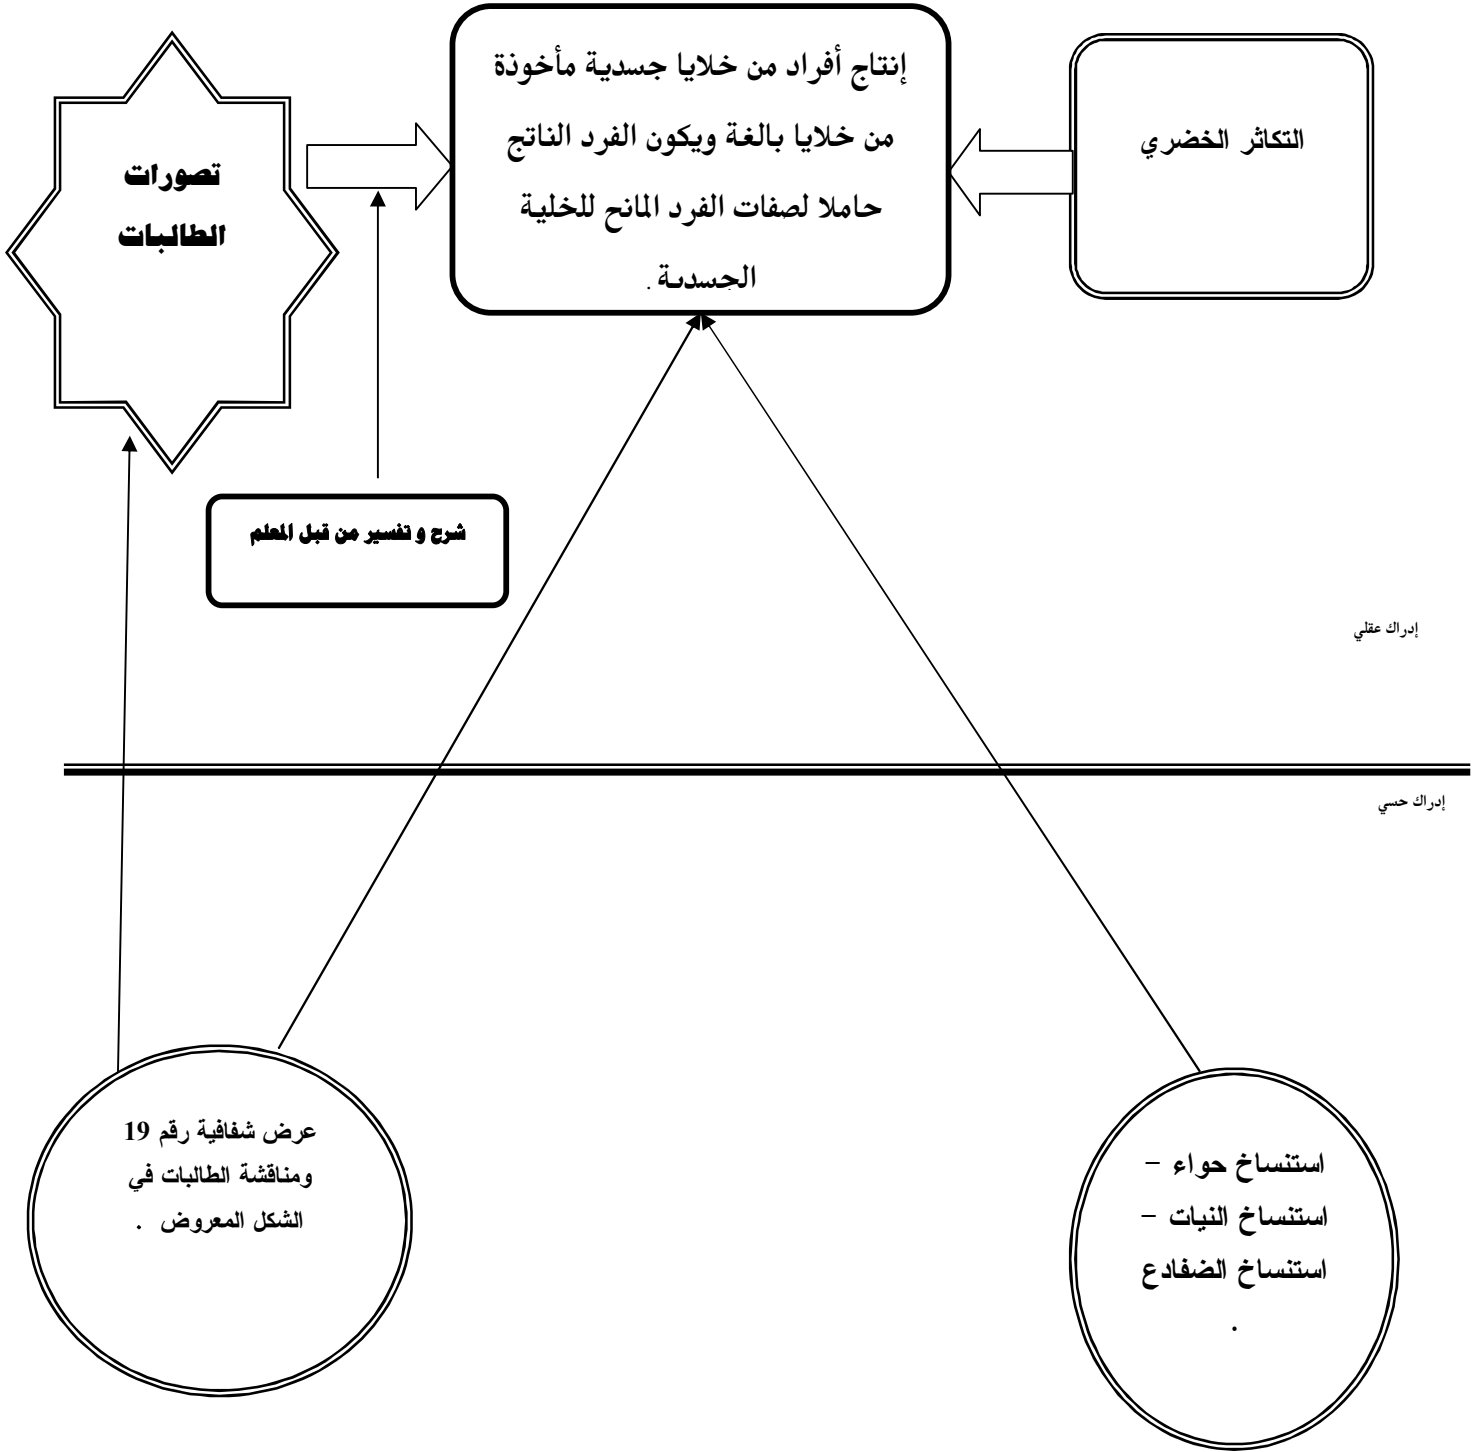 إنتاج أفراد من خلايا جسدية مأخوذة
من خلايا بالغة ويكون الفرد الناتج
حاملا لصفات الفرد المانح للخلية
الجسدية .
التكاثر الخضري
تصورات
الطالبات
شرح و تفسير من قبل المعلم
إدراك عقلي
إدراك حسي
استنساخ حواء –
استنساخ النيات –
استنساخ الضفادع
.
عرض شفافية رقم 19
ومناقشة الطالبات في
الشكل المعروض .